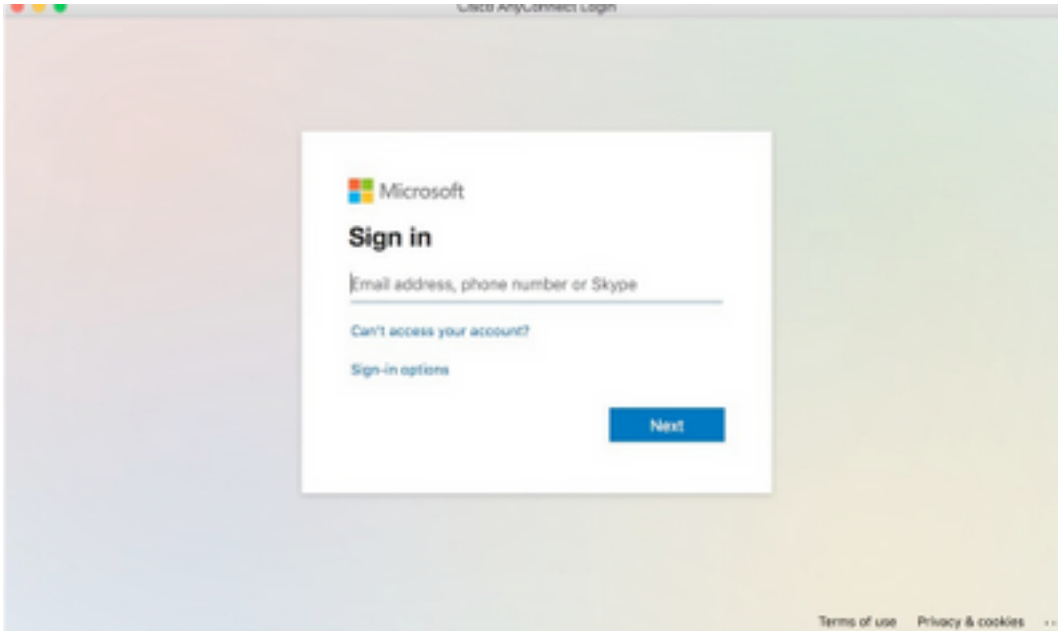 Cisco AnyConnect Login
Microsoft
Sign in
Email address, phone number or Skype
Can't access your account?
Sign-in options
Next
Terms of use Privacy & cookies ...